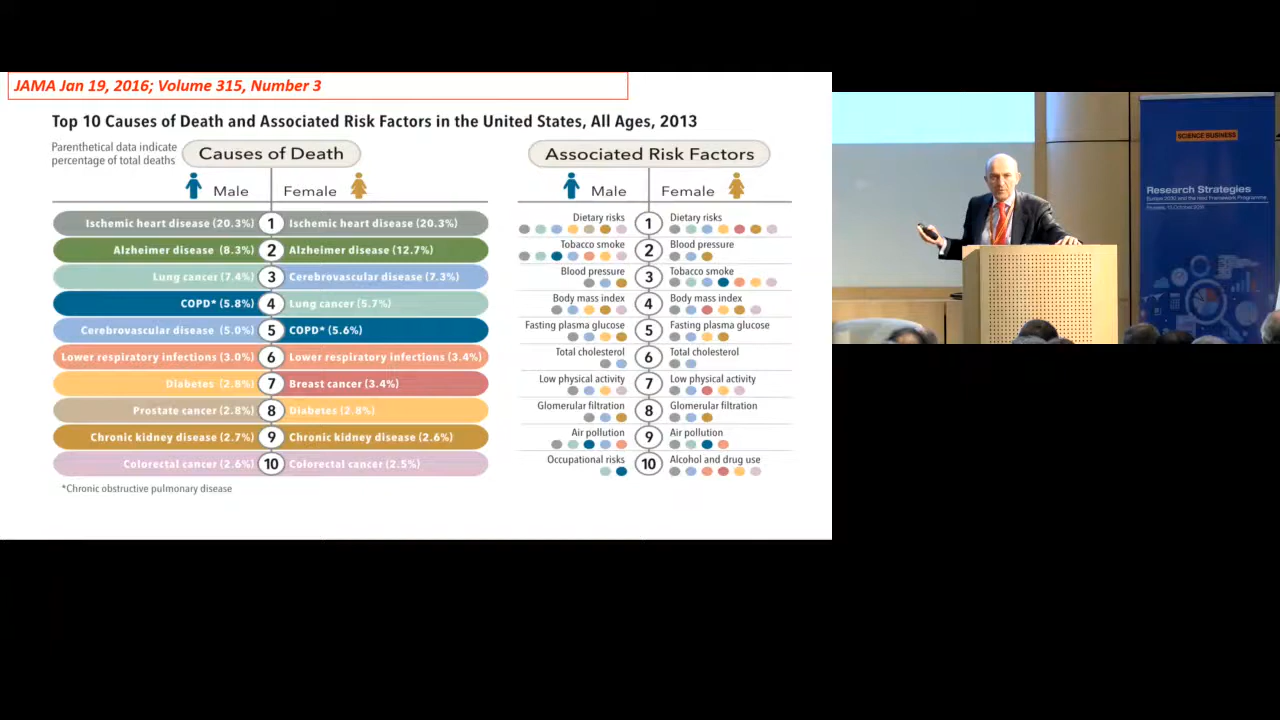 JAMA Jan 19, 2016; Volume 315, Number 3
Top 10 Causes of Death and Associated Risk Factors in the United States, All Ages, 2013
Parenthetical data indicate
percentage of total deaths
Causes of Death
Male Female
Ischemic heart disease (20.3%) 1 Ischemic heart disease (20.3%)
Alzheimer disease (8.3%) 2 Alzheimer disease (12.7%)
Lung cancer (7.4%) 3 Cerebrovascular disease (7.3%)
COPD* (5.8%) 4 Lung cancer (5.7%)
Cerebrovascular disease (5.0%) 5 COPD* (5.6%)
Lower respiratory infections (3.0%) 6 Lower respiratory infections (3.4%)
Diabetes (2.8%) 7 Breast cancer (3.4%)
Prostate cancer (2.8%) 8 Diabetes (2.8%)
Chronic kidney disease (2.7%) 9 Chronic kidney disease (2.6%)
Colorectal cancer (2.6%) 10 Colorectal cancer (2.5%)
*Chronic obstructive pulmonary disease
Associated Risk Factors
Male Female
Dietary risks 1 Dietary risks
Tobacco smoke 2 Blood pressure
Blood pressure 3 Tobacco smoke
Body mass index 4 Body mass index
Fasting plasma glucose 5 Fasting plasma glucose
Total cholesterol 6 Total cholesterol
Low physical activity 7 Low physical activity
Glomerular filtration 8 Glomerular filtration
Air pollution 9 Air pollution
Occupational risks 10 Alcohol and drug use
SCIENCE BUSINESS
Research Strategies
Europe 2030 and the next Framework Programme